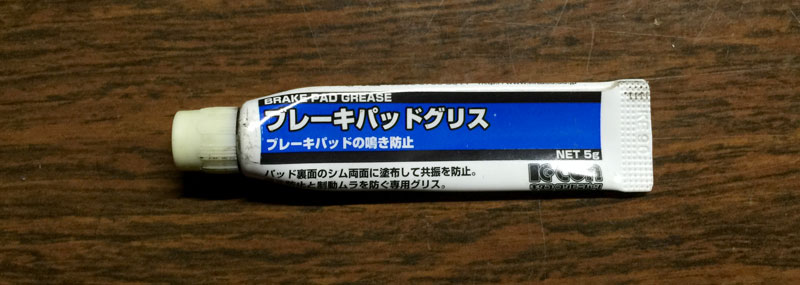 BRAKE PAD GREASE
ブレーキパッドグリス
ブレーキパッドの鳴き防止
NET 5g
パッド裏面のシム両面に塗布して共振を防止。
と制動ムラを防ぐ専用グリス。